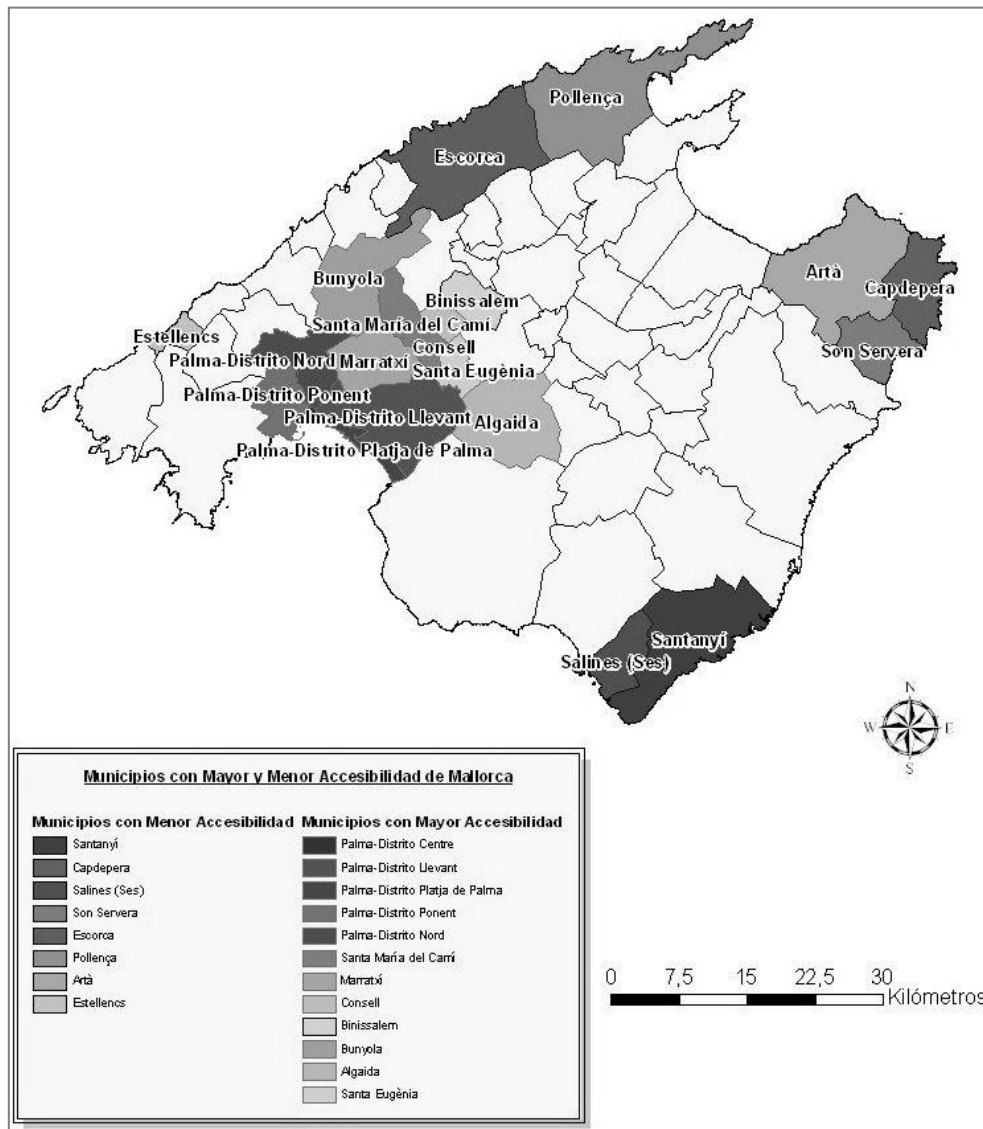 Pollença
Escorca
Artà
Capdepera
Bunyola
Binissalem
Estellencs
Santa María del Camí
Son Servera
Palma-Distrito Nord
Marratxí
Consell
Santa Eugènia
Palma-Distrito Ponent
Palma-Distrito Llevant
Algaida
Palma-Distrito Platja de Palma
Santanyí
Salines (Ses)
N
W
E
S
Municipios con Mayor y Menor Accesibilidad de Mallorca
Municipios con Menor Accesibilidad
Santanyí
Capdepera
Salines (Ses)
Son Servera
Escorca
Pollença
Artà
Estellencs
Municipios con Mayor Accesibilidad
Palma-Distrito Centre
Palma-Distrito Llevant
Palma-Distrito Platja de Palma
Palma-Distrito Ponent
Palma-Distrito Nord
Santa María del Camí
Marratxí
Consell
Binissalem
Bunyola
Algaida
Santa Eugènia
0 7,5 15 22,5 30
Kilómetros